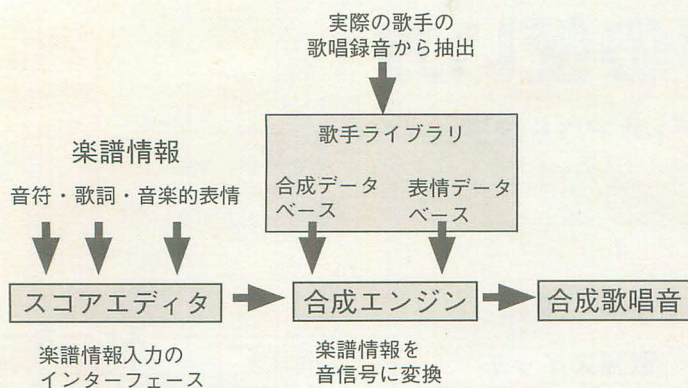 実際の歌手の
歌唱録音から抽出
歌手ライブラリ
楽譜情報
音符・歌詞・音楽的表情
合成データ
ベース
表情データ
ベース
スコアエディタ
合成エンジン
合成歌唱音
楽譜情報入力の
インターフェース
楽譜情報を
音信号に変換